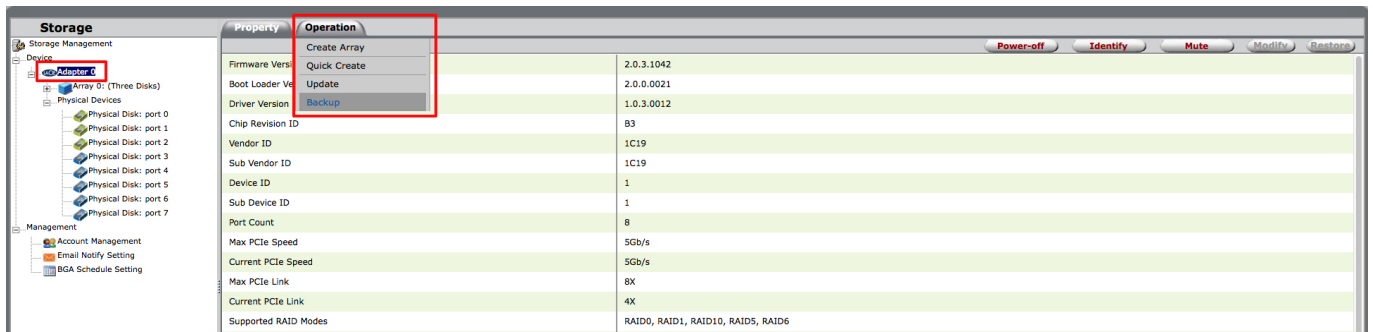 Storage
Storage Management
Device
Adapter 0
Array 0: (Three Disks)
Physical Devices
Physical Disk: port 0
Physical Disk: port 1
Physical Disk: port 2
Physical Disk: port 3
Physical Disk: port 4
Physical Disk: port 5
Physical Disk: port 6
Physical Disk: port 7
Management
Account Management
Email Notify Setting
BGA Schedule Setting
Property Operation
Create Array
Quick Create
Update
Backup
Power-off Identify Mute Modify Restore
Firmware Versi 2.0.3.1042
Boot Loader Ve 2.0.0.0021
Driver Version 1.0.3.0012
Chip Revision ID B3
Vendor ID 1C19
Sub Vendor ID 1C19
Device ID 1
Sub Device ID 1
Port Count 8
Max PCIe Speed 5Gb/s
Current PCIe Speed 5Gb/s
Max PCIe Link 8X
Current PCIe Link 4X
Supported RAID Modes RAID0, RAID1, RAID10, RAID5, RAID6